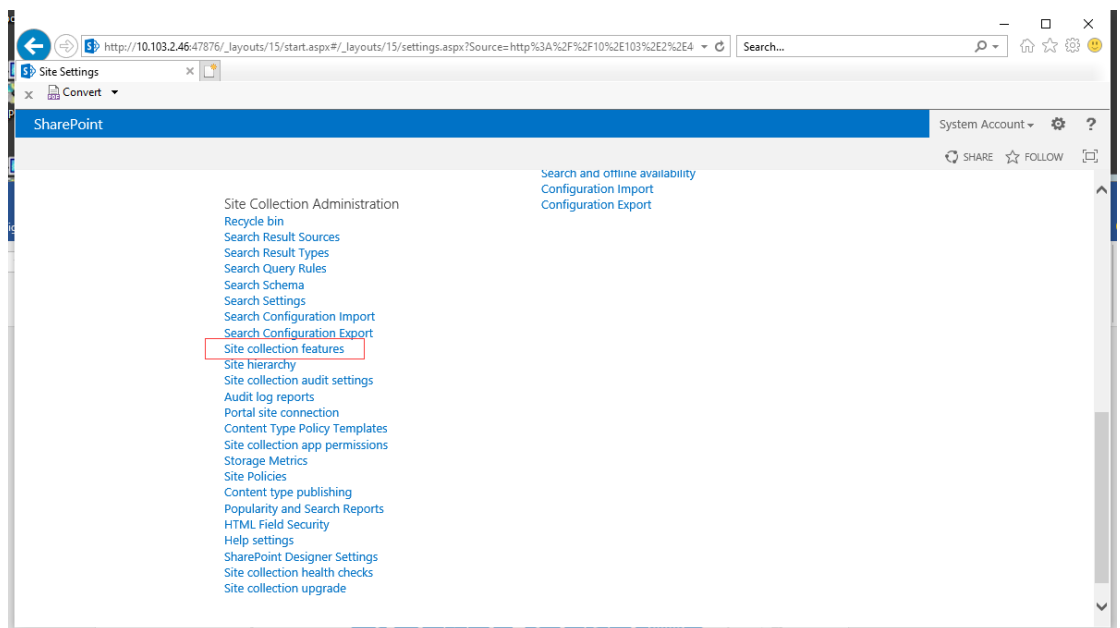 http://10.103.2.46:47876/_layouts/15/start.aspx#/_layouts/15/settings.aspx?Source=http%3A%2F%2F10%2E103%2E2%2E4
Search...
Site Settings
x Convert
SharePoint
System Account
?
SHARE FOLLOW
Search and offline availability
Configuration Import
Configuration Export
Site Collection Administration
Recycle bin
Search Result Sources
Search Result Types
Search Query Rules
Search Schema
Search Settings
Search Configuration Import
Search Configuration Export
Site collection features
Site hierarchy
Site collection audit settings
Audit log reports
Portal site connection
Content Type Policy Templates
Site collection app permissions
Storage Metrics
Site Policies
Content type publishing
Popularity and Search Reports
HTML Field Security
Help settings
SharePoint Designer Settings
Site collection health checks
Site collection upgrade